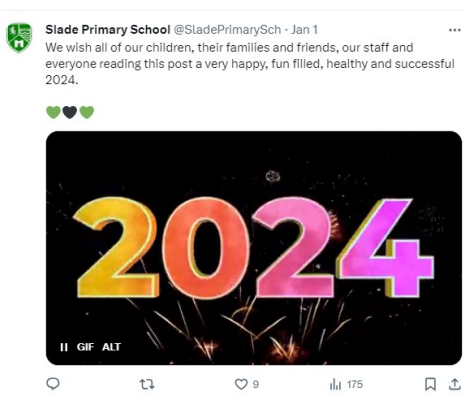 Slade Primary School @SladePrimarySch · Jan 1
We wish all of our children, their families and friends, our staff and
everyone reading this post a very happy, fun filled, healthy and successful
2024.
2024
GIF ALT
9
175